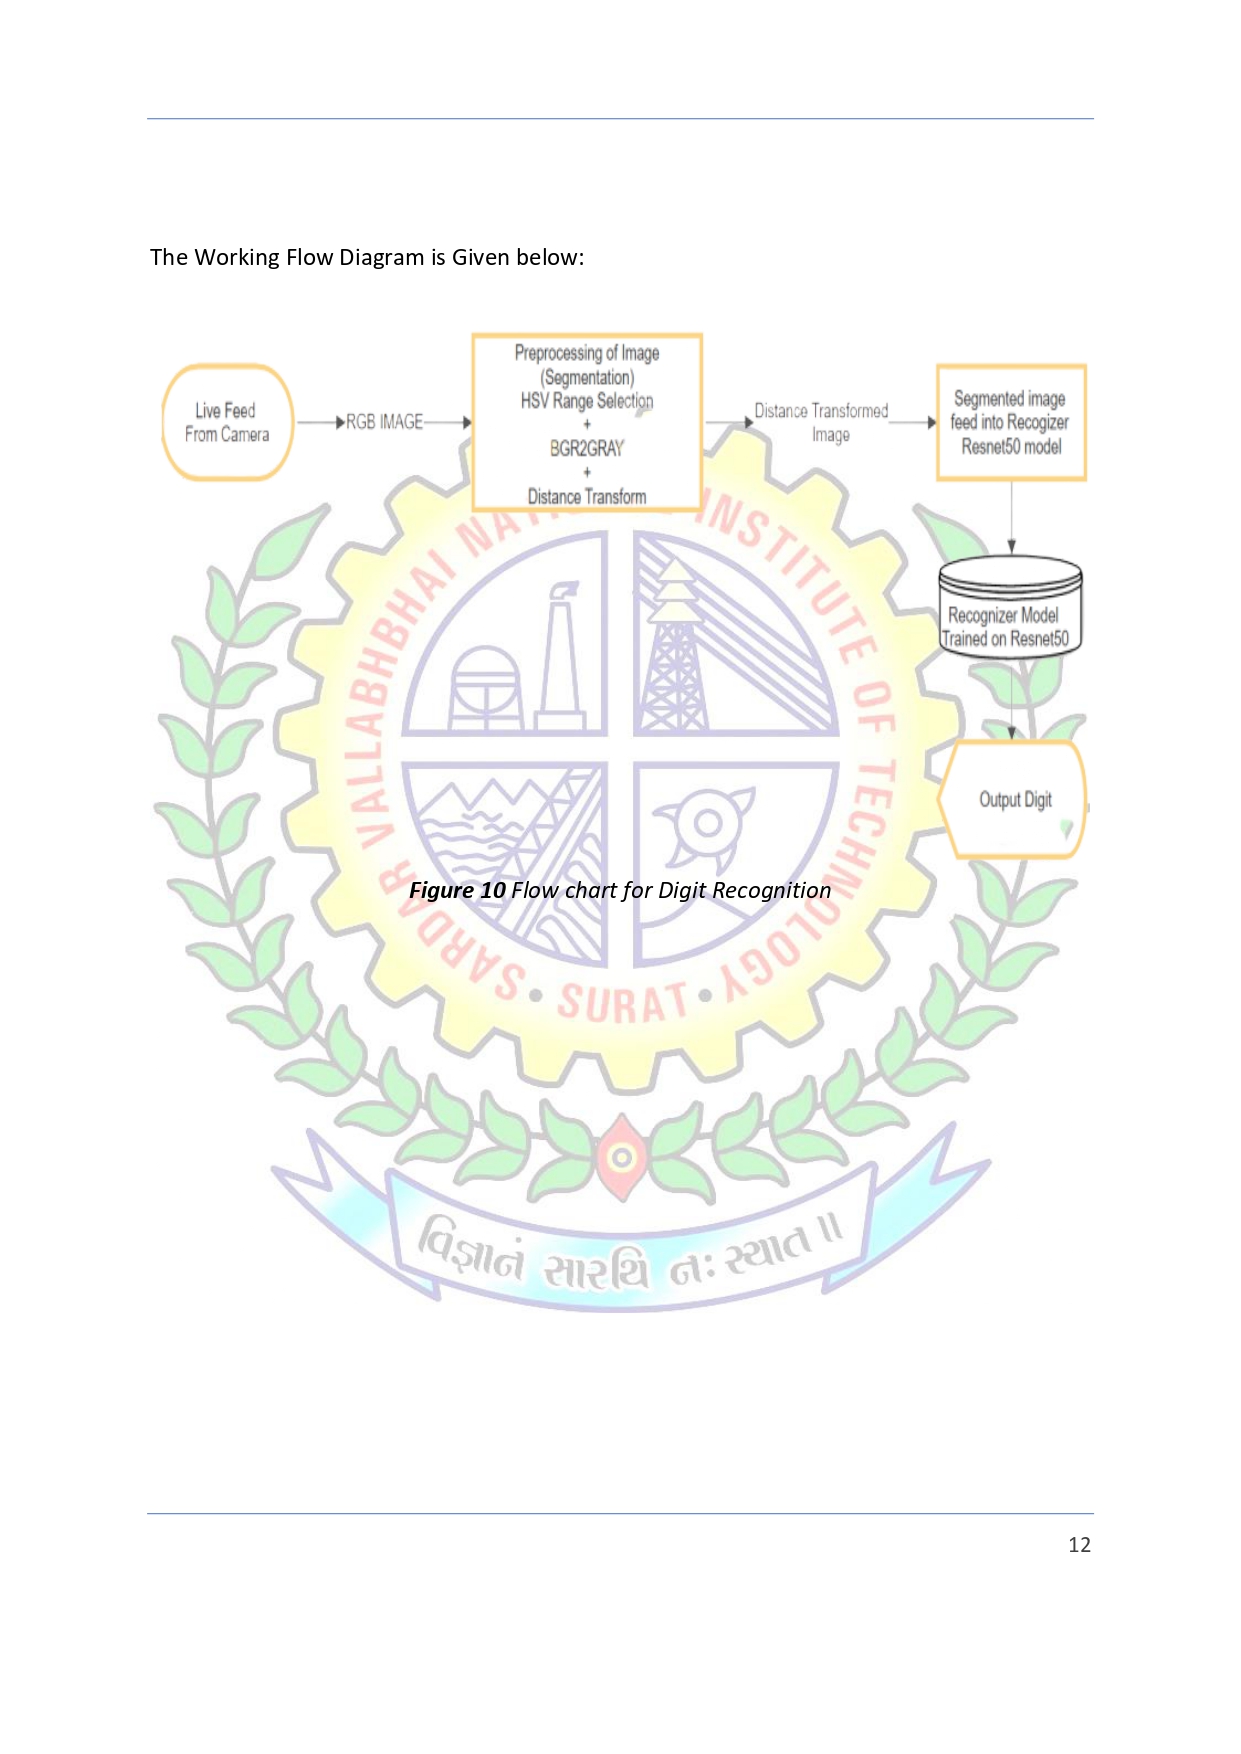 The Working Flow Diagram is Given below:
Live Feed
From Camera
RGB IMAGE
Preprocessing of Image
(Segmentation)
HSV Range Selection
+
BGR2GRAY
+
Distance Transform
Distance Transformed
Image
Segmented image
feed into Recogizer
Resnet50 model
Recognizer Model
Trained on Resnet50
Output Digit
Figure 10 Flow chart for Digit Recognition
SARDAR VALLABHBHAI INSTITUTE OF TECHNOLOGY
• SURAT •
વિજ્ઞાનં સારથિ નઃ સ્યાત ॥
12